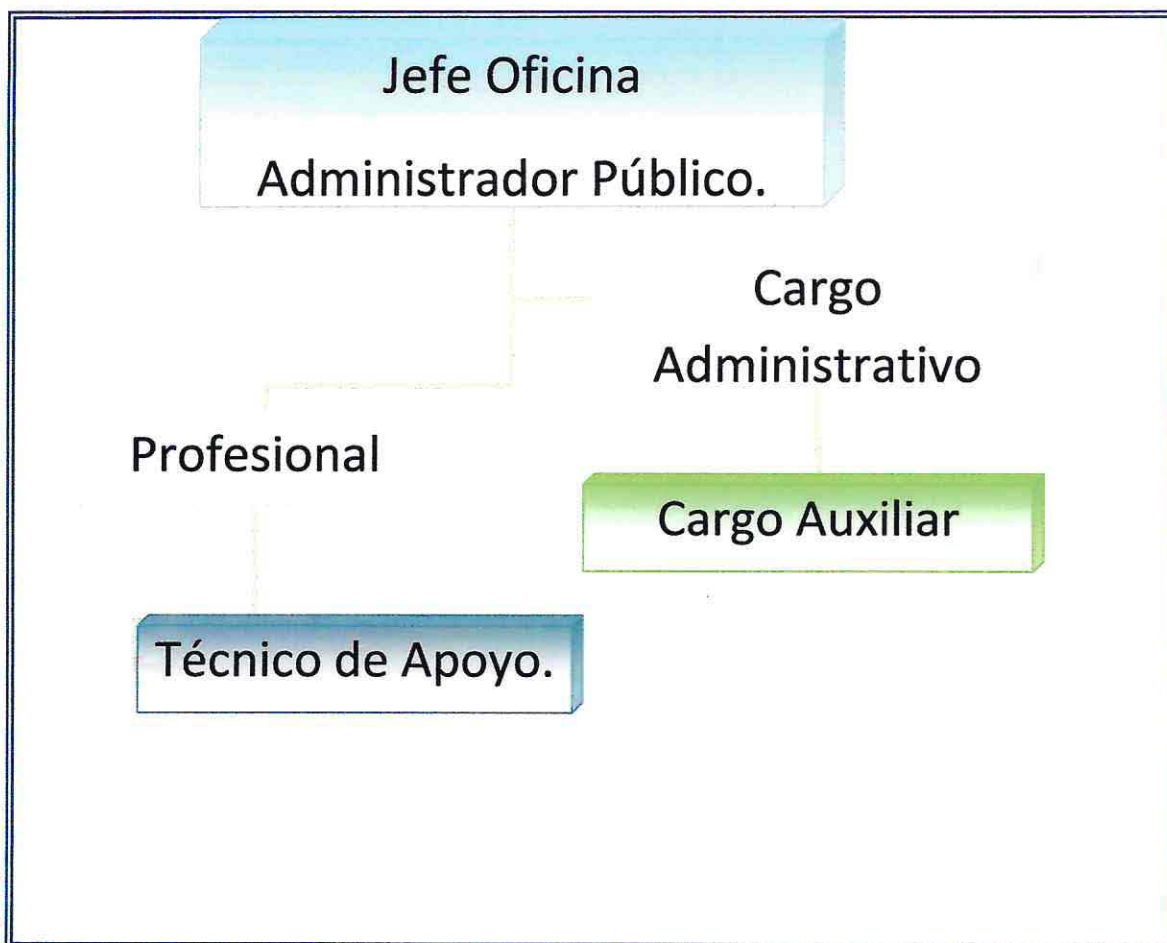 Jefe Oficina
Administrador Público.
Cargo
Administrativo
Profesional
Cargo Auxiliar
Técnico de Apoyo.